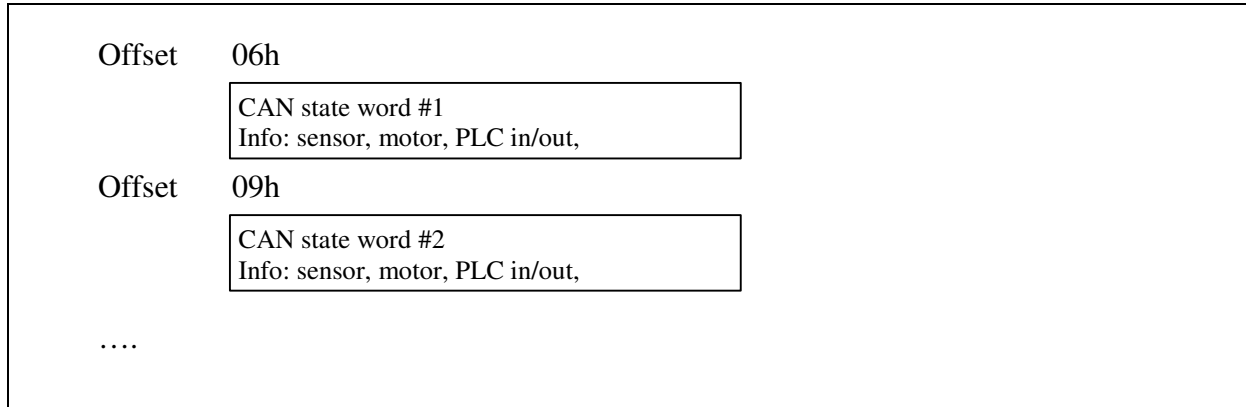 Offset 06h
CAN state word #1
Info: sensor, motor, PLC in/out,
Offset 09h
CAN state word #2
Info: sensor, motor, PLC in/out,
….